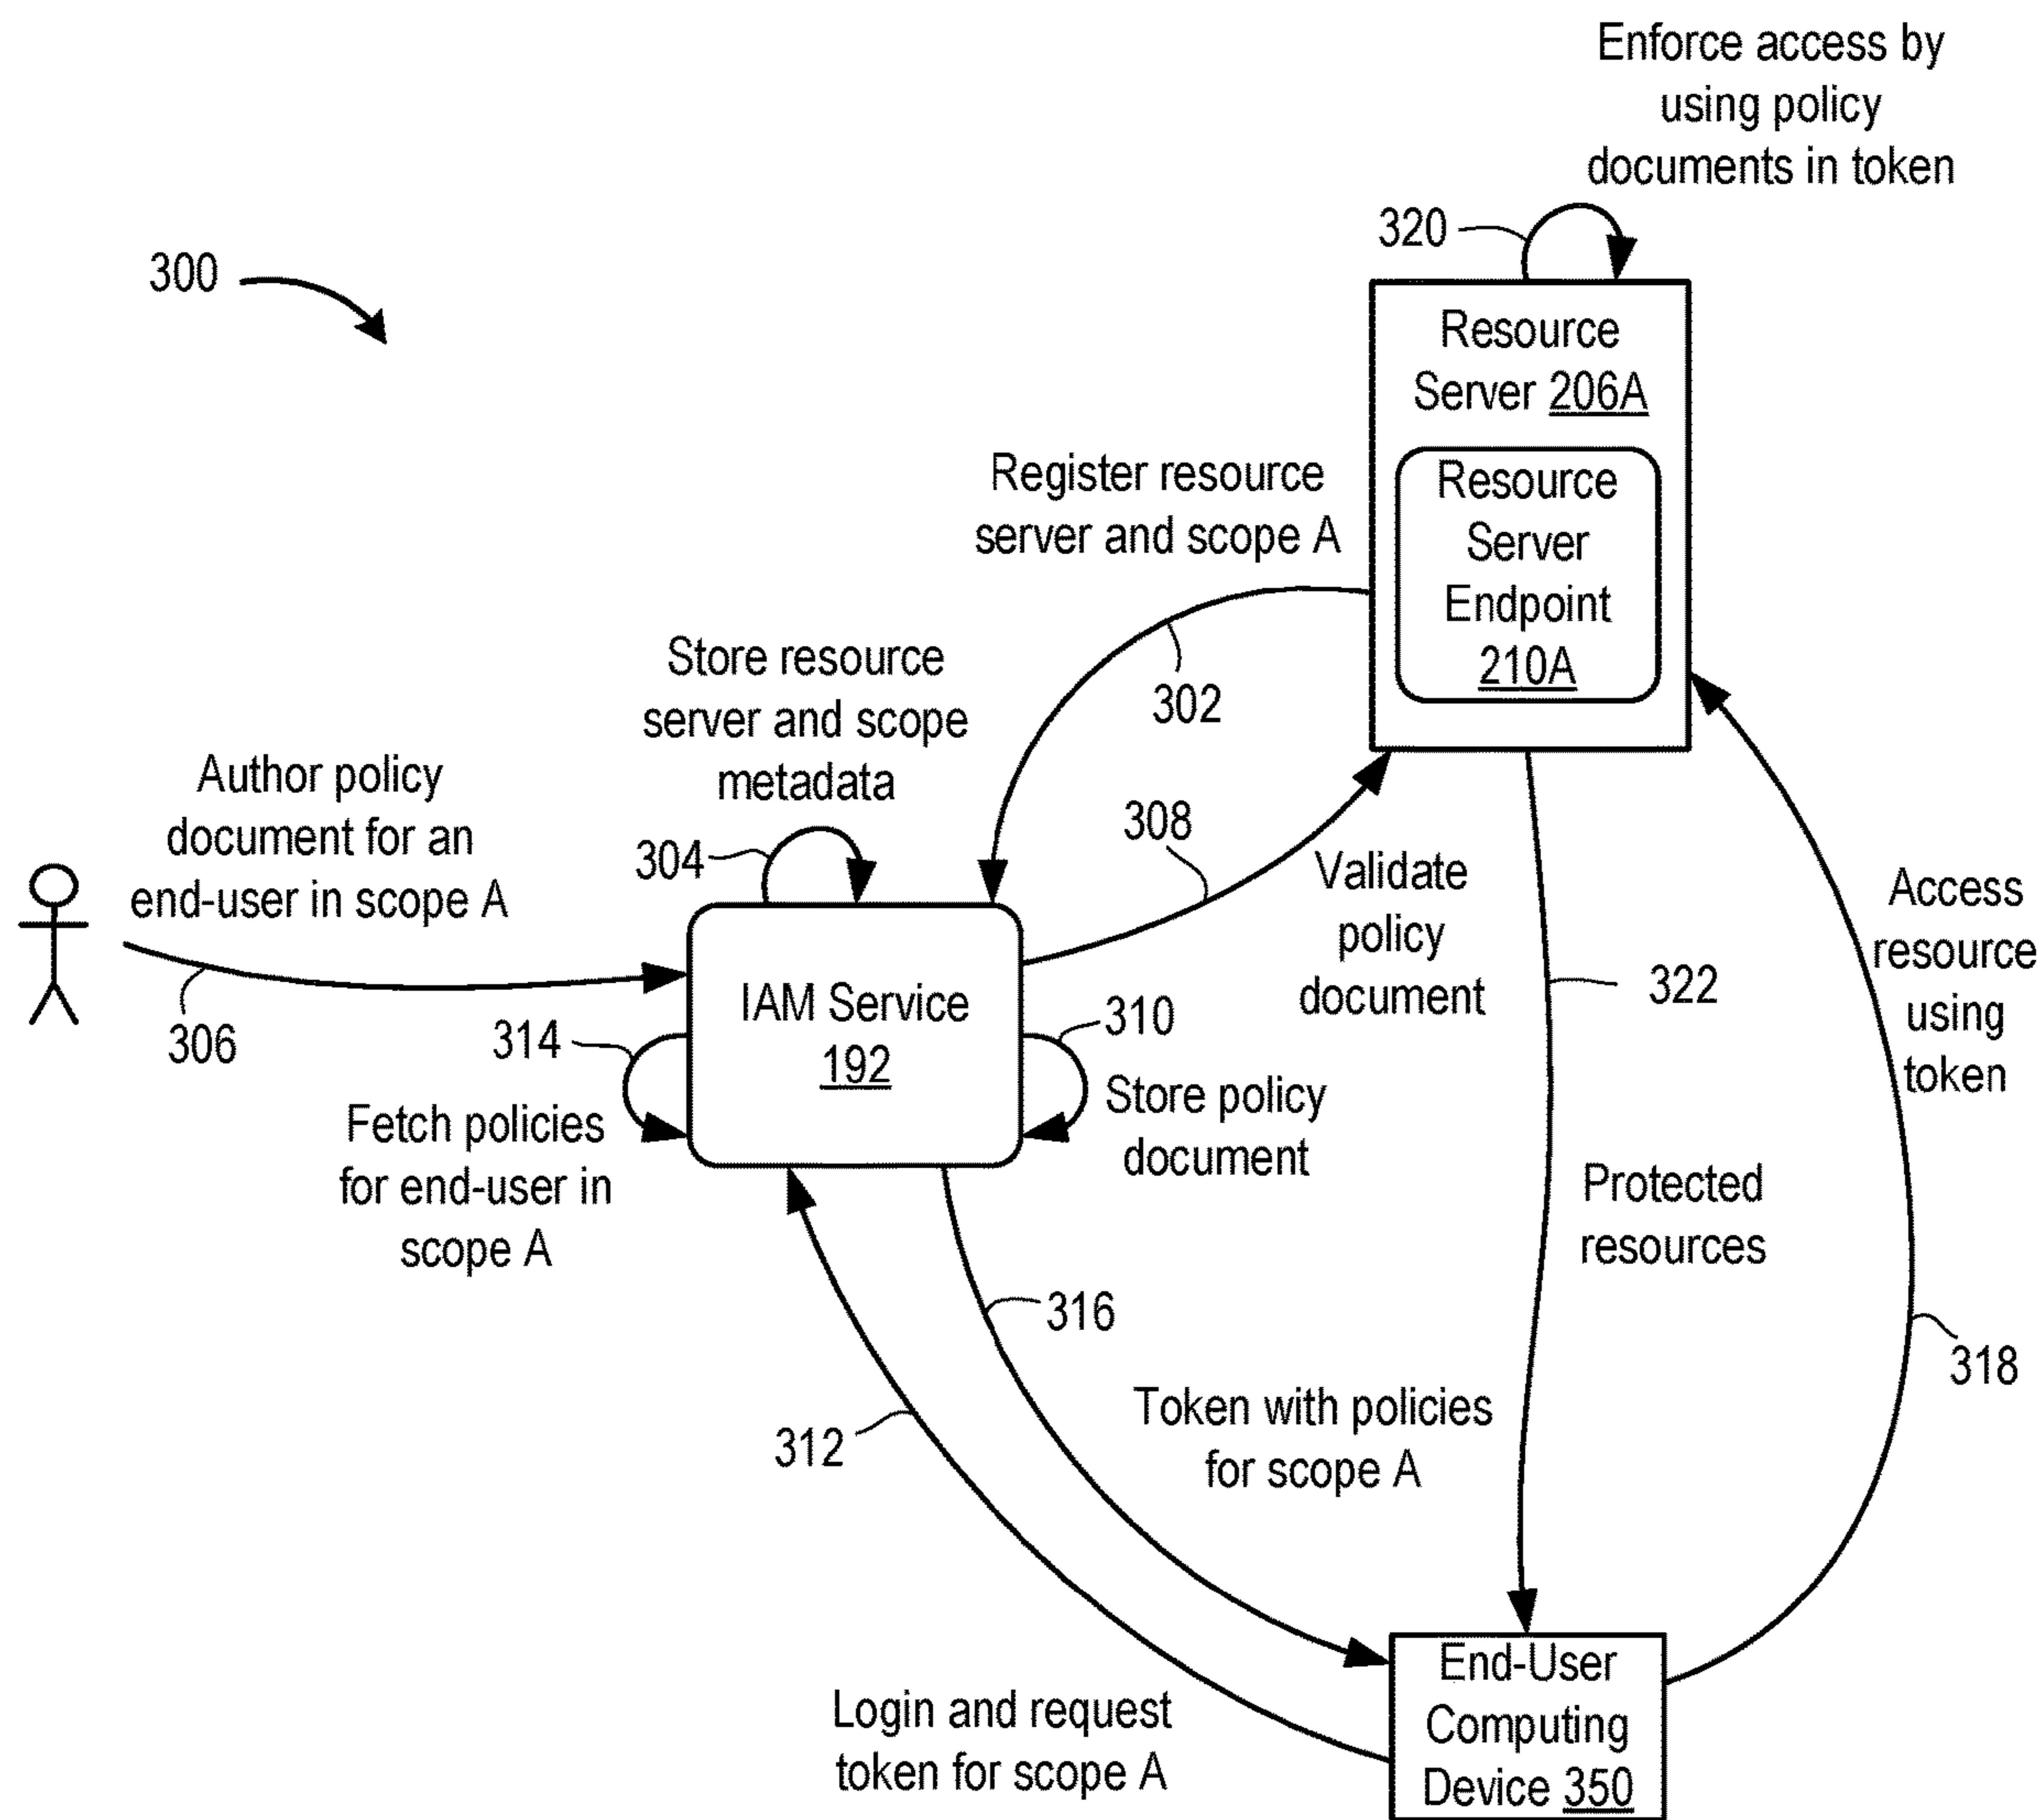 Enforce access by
using policy
documents in token
320
300
Resource
Server 206A
Resource
Server
Endpoint
210A
Register resource
server and scope A
302
Store resource
server and scope
metadata
304
Author policy
document for an
end-user in scope A
306
308
Validate
policy
document
IAM Service
192
310
Store policy
document
314
Fetch policies
for end-user in
scope A
322
Protected
resources
Access
resource
using
token
318
316
Token with policies
for scope A
312
Login and request
token for scope A
End-User
Computing
Device 350